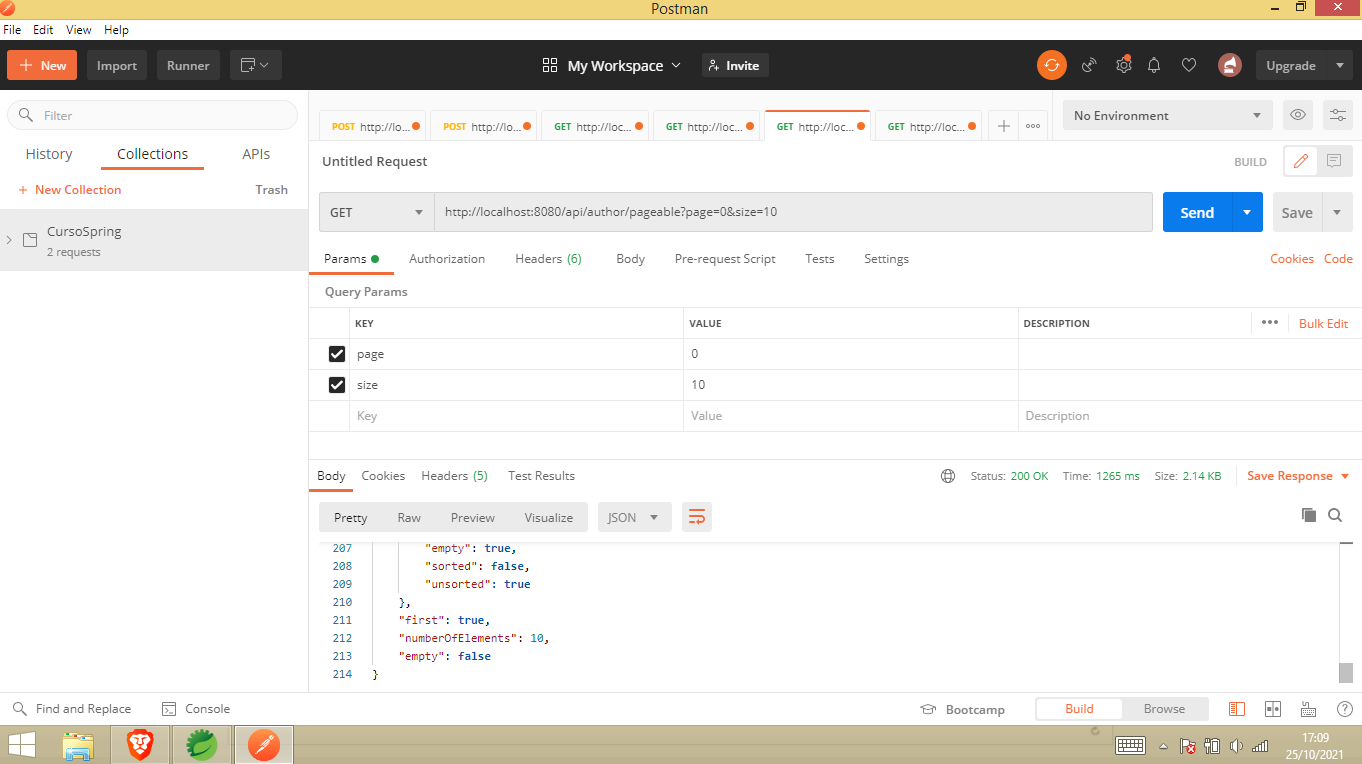 Postman
File Edit View Help
New Import Runner My Workspace Invite Upgrade
Filter
History Collections APIs
+ New Collection Trash
CursoSpring
2 requests
POST http://lo... POST http://lo... GET http://loc... GET http://loc... GET http://loc... GET http://loc... No Environment
Untitled Request BUILD
GET http://localhost:8080/api/author/pageable?page=0&size=10 Send Save
Params Authorization Headers (6) Body Pre-request Script Tests Settings Cookies Code
Query Params
KEY VALUE DESCRIPTION ••• Bulk Edit
page 0
size 10
Key Value Description
Body Cookies Headers (5) Test Results Status: 200 OK Time: 1265 ms Size: 2.14 KB Save Response
Pretty Raw Preview Visualize JSON
207 "empty": true,
208 "sorted": false,
209 "unsorted": true
210 },
211 "first": true,
212 "numberOfElements": 10,
213 "empty": false
214 }
Find and Replace Console Bootcamp Build Browse
17:09
25/10/2021